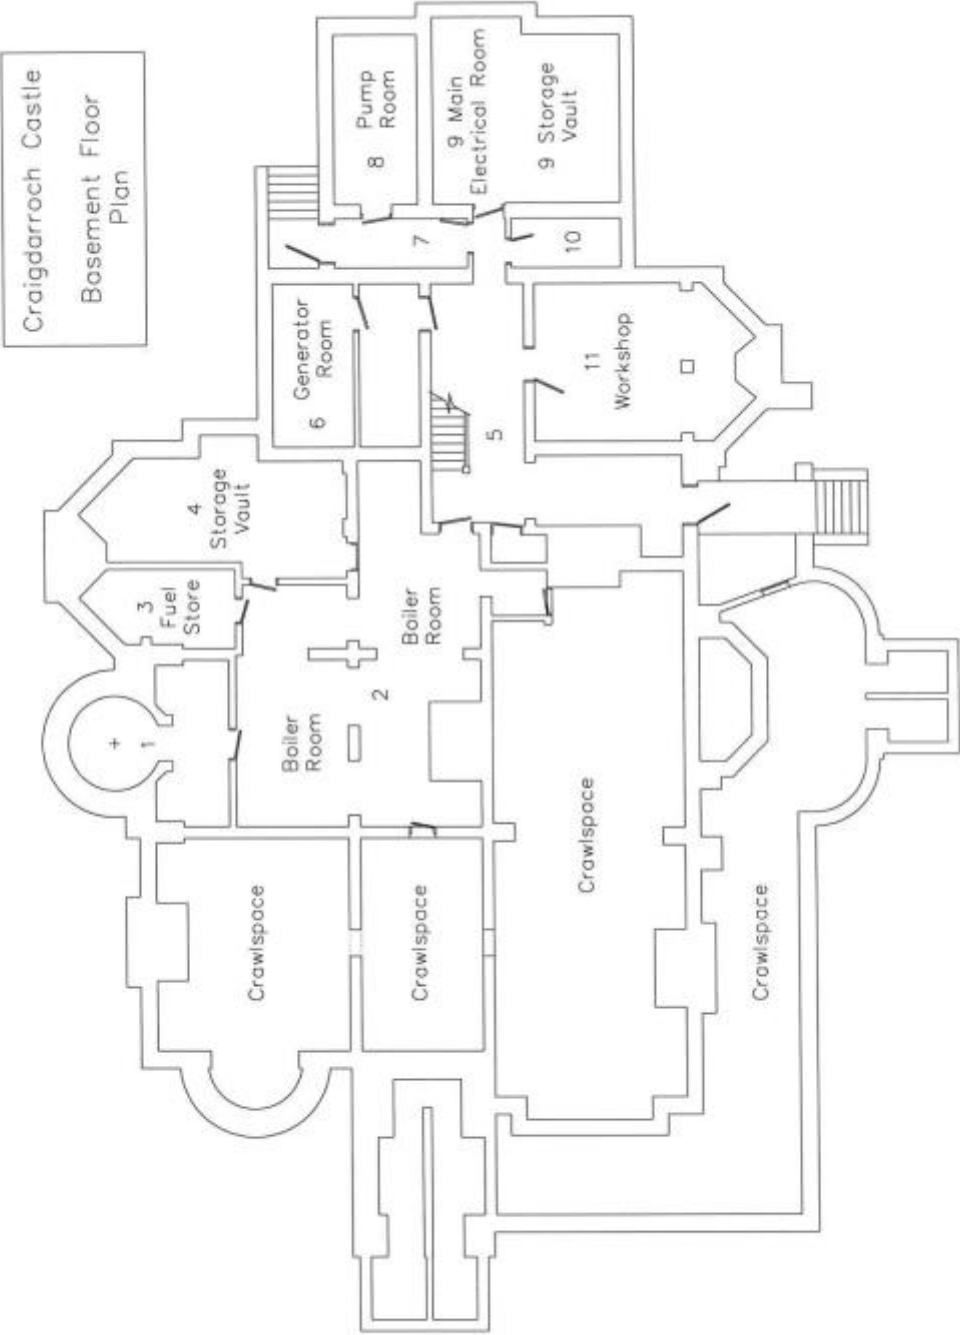 Craigdarroch Castle
Basement Floor
Plan
1
3
Fuel
Store
4
Storage
Vault
6
Generator
Room
7
8
Pump
Room
9 Main
Electrical Room
9 Storage
Vault
10
11
Workshop
5
Boiler
Room
2
Boiler
Room
Crawlspace
Crawlspace
Crawlspace
Crawlspace